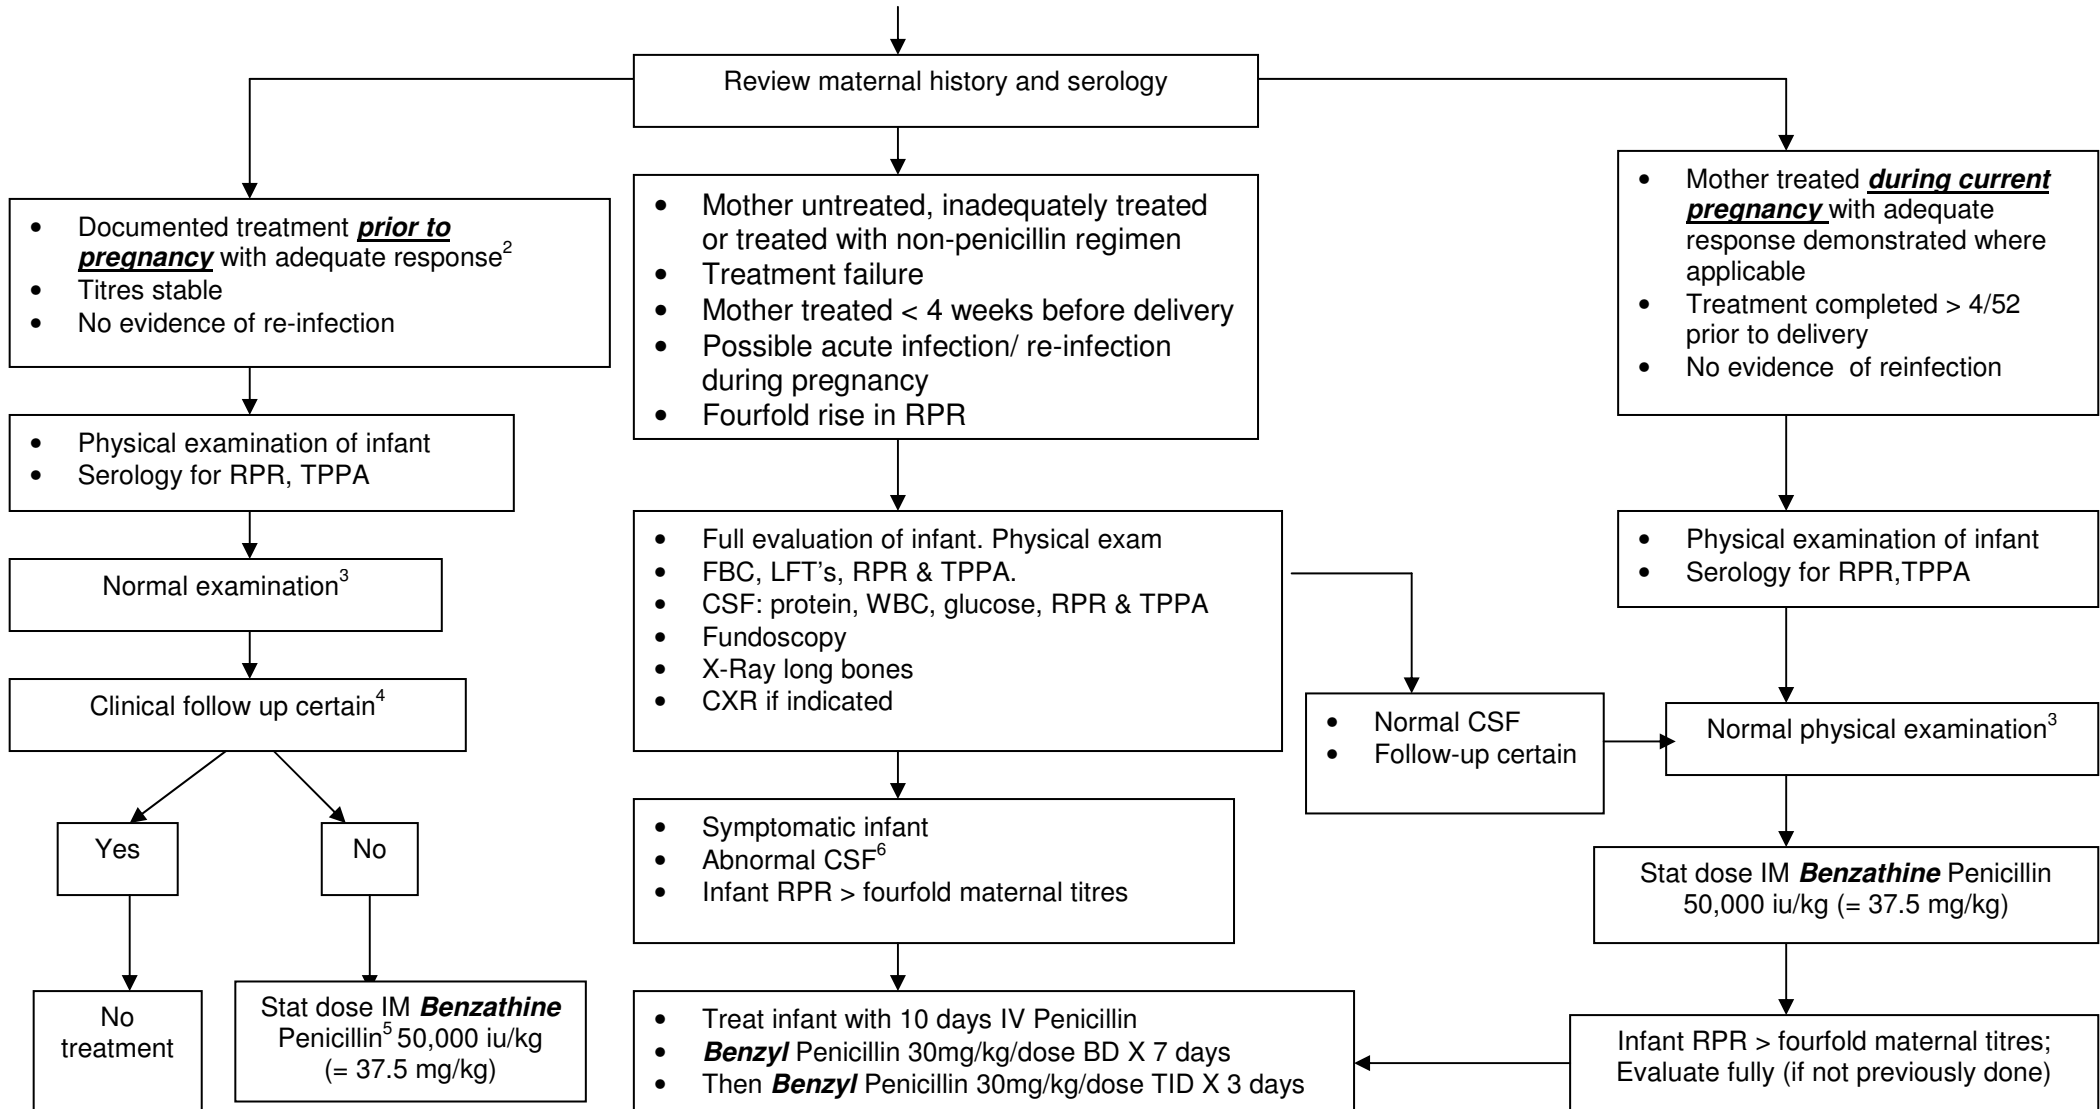 Review maternal history and serology
• Documented treatment prior to
pregnancy with adequate response2
• Titres stable
• No evidence of re-infection
• Physical examination of infant
• Serology for RPR, TPPA
Normal examination3
Clinical follow up certain4
Yes
No
No
treatment
Stat dose IM Benzathine
Penicillin5 50,000 iu/kg
(= 37.5 mg/kg)
• Mother untreated, inadequately treated
or treated with non-penicillin regimen
• Treatment failure
• Mother treated < 4 weeks before delivery
• Possible acute infection/ re-infection
during pregnancy
• Fourfold rise in RPR
• Full evaluation of infant. Physical exam
• FBC, LFT's, RPR & TPPA.
• CSF: protein, WBC, glucose, RPR & TPPA
• Fundoscopy
• X-Ray long bones
• CXR if indicated
• Normal CSF
• Follow-up certain
• Symptomatic infant
• Abnormal CSF6
• Infant RPR > fourfold maternal titres
• Treat infant with 10 days IV Penicillin
• Benzyl Penicillin 30mg/kg/dose BD X 7 days
• Then Benzyl Penicillin 30mg/kg/dose TID X 3 days
• Mother treated during current
pregnancy with adequate
response demonstrated where
applicable
• Treatment completed > 4/52
prior to delivery
• No evidence of reinfection
• Physical examination of infant
• Serology for RPR,TPPA
Normal physical examination3
Stat dose IM Benzathine Penicillin
50,000 iu/kg (= 37.5 mg/kg)
Infant RPR > fourfold maternal titres;
Evaluate fully (if not previously done)